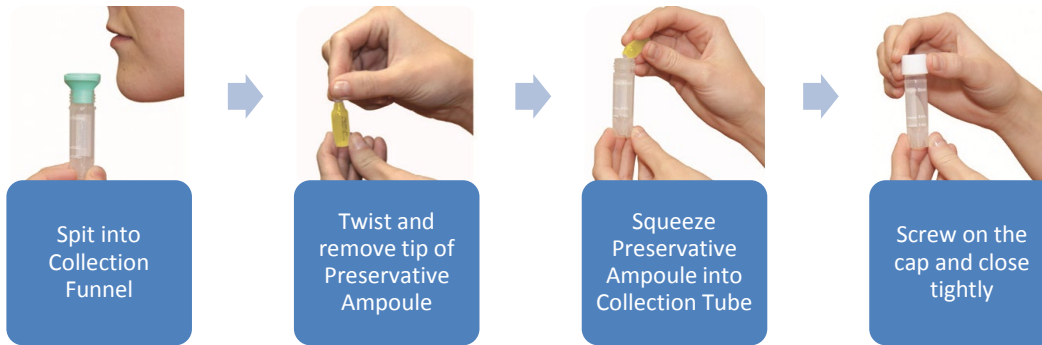 Spit into
Collection
Funnel
Twist and
remove tip of
Preservative
Ampoule
Squeeze
Preservative
Ampoule into
Collection Tube
Screw on the
cap and close
tightly